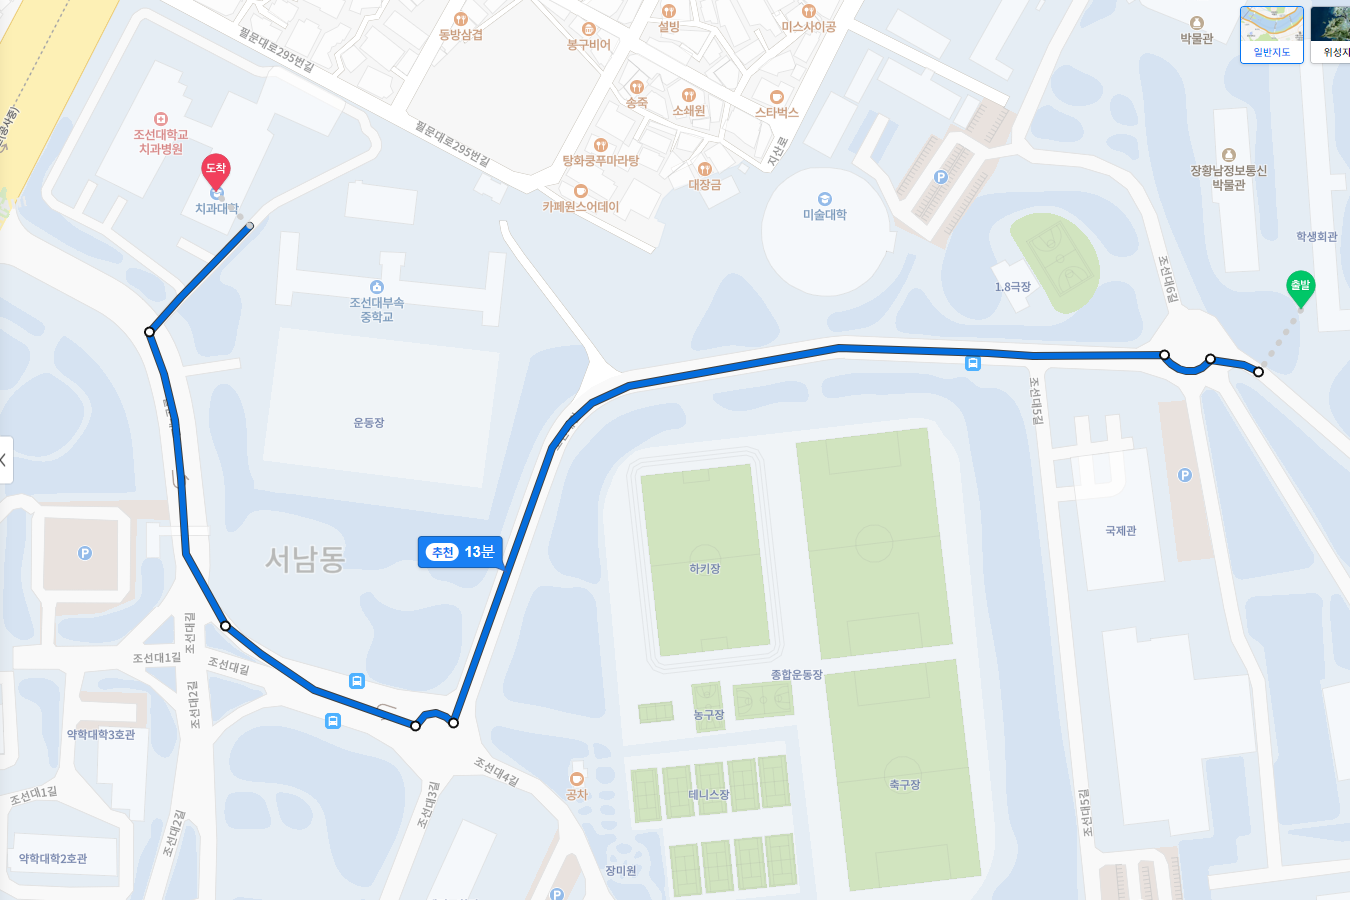 동방삼겹
설빙
미스사이공
봉구비어
박물관
일반지도
위성지
필문대로295번길
송죽
소쇄원
스타벅스
조선대학교
치과병원
필문대로295번길
지산로
탕화쿵푸마라탕
대장금
도착
치과대학
카페원스어데이
미술대학
장황남정보통신
박물관
학생회관
P
조선대6길
1.8극장
출발
조선대부속
중학교
운동장
조선대5길
P
국제관
서남동
추천 13분
P
하키장
조선대길
조선대1길
조선대길
조선대2길
종합운동장
농구장
약학대학3호관
조선대4길
공차
조선대3길
테니스장
축구장
조선대1길
조선대2길
조선대5길
약학대학2호관
장미원
P